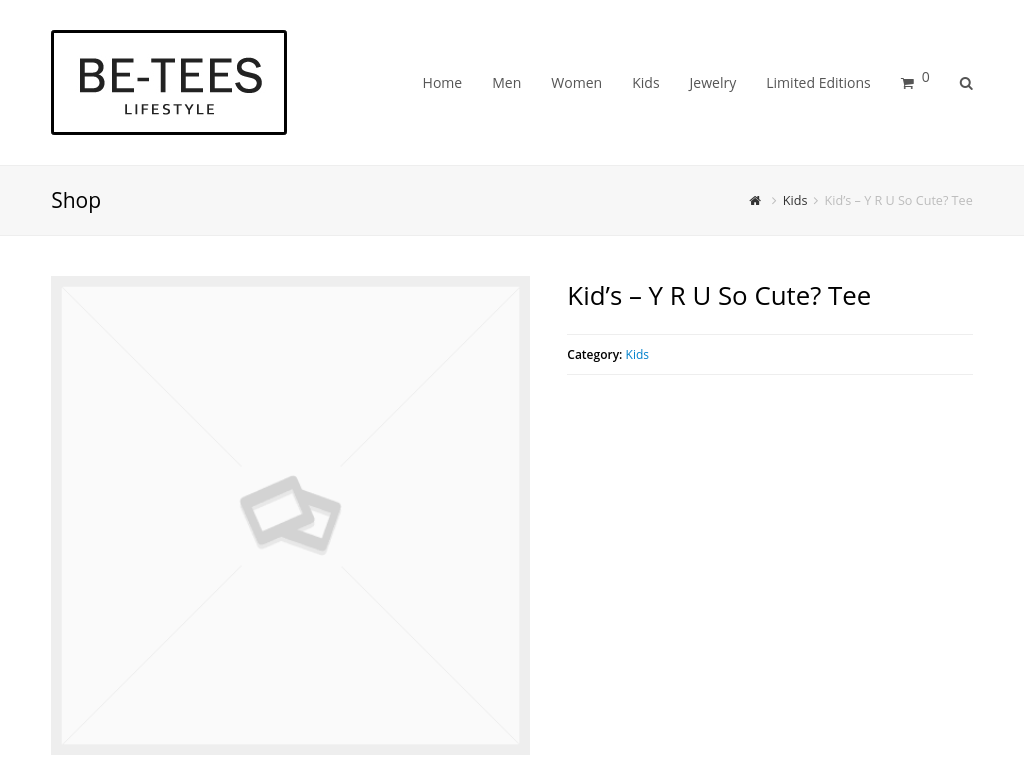 BE-TEES
LIFESTYLE
Home Men Women Kids Jewelry Limited Editions 0
Shop
Kids Kid’s – Y R U So Cute? Tee
Kid’s – Y R U So Cute? Tee
Category: Kids